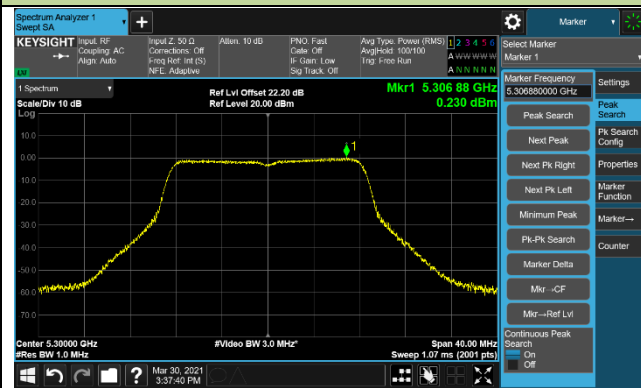 Spectrum Analyzer 1
Swept SA
+
Marker
KEYSIGHT
Input: RF
Coupling: AC
Align: Auto
Input Z: 50 Ω
Corrections: Off
Freq Ref: Int (S)
NFE: Adaptive
Atten: 10 dB
PNO: Fast
Gate: Off
IF Gain: Low
Sig Track: Off
Avg Type: Power (RMS)
Avg|Hold: 100/100
Trig: Free Run
1 2 3 4 5 6
A W W W W W
A N N N N N
LXI
Select Marker
Marker 1
1 Spectrum
Scale/Div 10 dB
Log
Ref Lvl Offset 22.20 dB
Ref Level 20.00 dBm
Mkr1 5.306 88 GHz
0.230 dBm
1
10.0
0.00
10.0
20.0
30.0
40.0
50.0
60.0
70.0
Center 5.30000 GHz
#Res BW 1.0 MHz
#Video BW 3.0 MHz*
Span 40.00 MHz
Sweep 1.07 ms (2001 pts)
Marker Frequency
5.306880000 GHz
Peak Search
Next Peak
Next Pk Right
Next Pk Left
Minimum Peak
Pk-Pk Search
Marker Delta
Mkr→CF
Mkr→Ref Lvl
Continuous Peak
Search
On
Off
Settings
Peak
Search
Pk Search
Config
Properties
Marker
Function
Marker→
Counter
?
Mar 30, 2021
3:37:40 PM